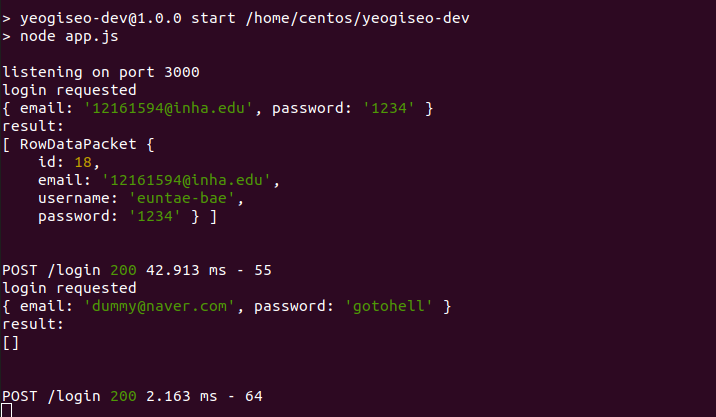 > yeogiseo-dev@1.0.0 start /home/centos/yeogiseo-dev
> node app.js
listening on port 3000
login requested
{ email: '12161594@inha.edu', password: '1234' }
result:
[ RowDataPacket {
id: 18,
email: '12161594@inha.edu',
username: 'euntae-bae',
password: '1234' } ]
POST /login 200 42.913 ms - 55
login requested
{ email: 'dummy@naver.com', password: 'gotohell' }
result:
[]
POST /login 200 2.163 ms - 64